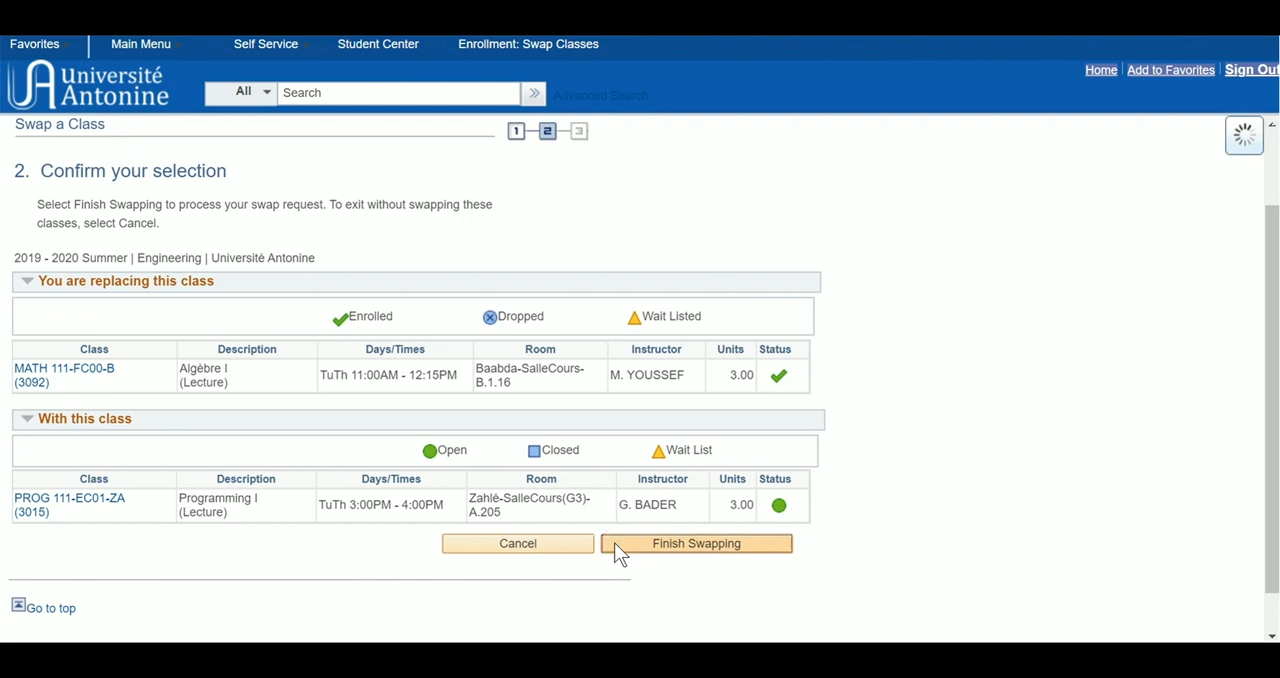 Favorites Main Menu Self Service Student Center Enrollment: Swap Classes
Home Add to Favorites Sign Out
Université
Antonine
All Search Advanced Search
Swap a Class
1 2 3
2. Confirm your selection
Select Finish Swapping to process your swap request. To exit without swapping these
classes, select Cancel.
2019 - 2020 Summer | Engineering | Université Antonine
You are replacing this class
Enrolled Dropped Wait Listed
Class Description Days/Times Room Instructor Units Status
MATH 111-FC00-B Algèbre I TuTh 11:00AM - 12:15PM Baabda-SalleCours- M. YOUSSEF 3.00
(3092) (Lecture) B.1.16
With this class
Open Closed Wait List
Class Description Days/Times Room Instructor Units Status
PROG 111-EC01-ZA Programming I TuTh 3:00PM - 4:00PM Zahlé-SalleCours(G3)- G. BADER 3.00
(3015) (Lecture) A.205
Cancel Finish Swapping
Go to top